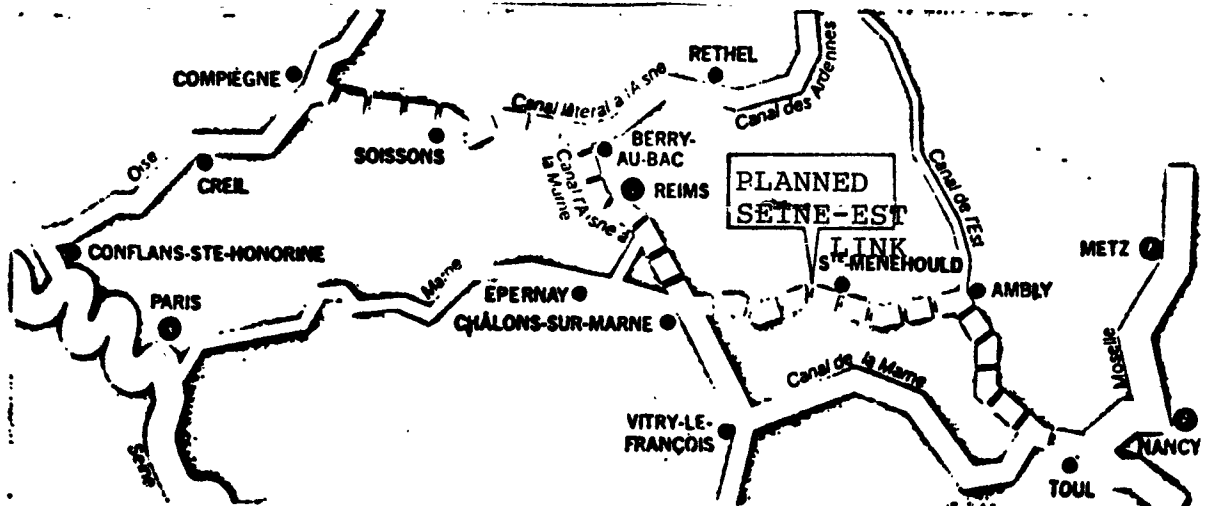 COMPIÈGNE
RETHEL
Canal latéral à l'Aisne
Canal des Ardennes
SOISSONS
BERRY-
AU-BAC
Oise
CREIL
Canal l'Aisne à
la Marne
REIMS
PLANNED
SEINE-EST
LINK
Canal de l'Est
CONFLANS-STE-HONORINE
METZ
Marne
STE-MENEHOULD
PARIS
ÉPERNAY
AMBLY
CHÂLONS-SUR-MARNE
Moselle
Canal de la Marne
VITRY-LE-
FRANÇOIS
NANCY
Seine
TOUL